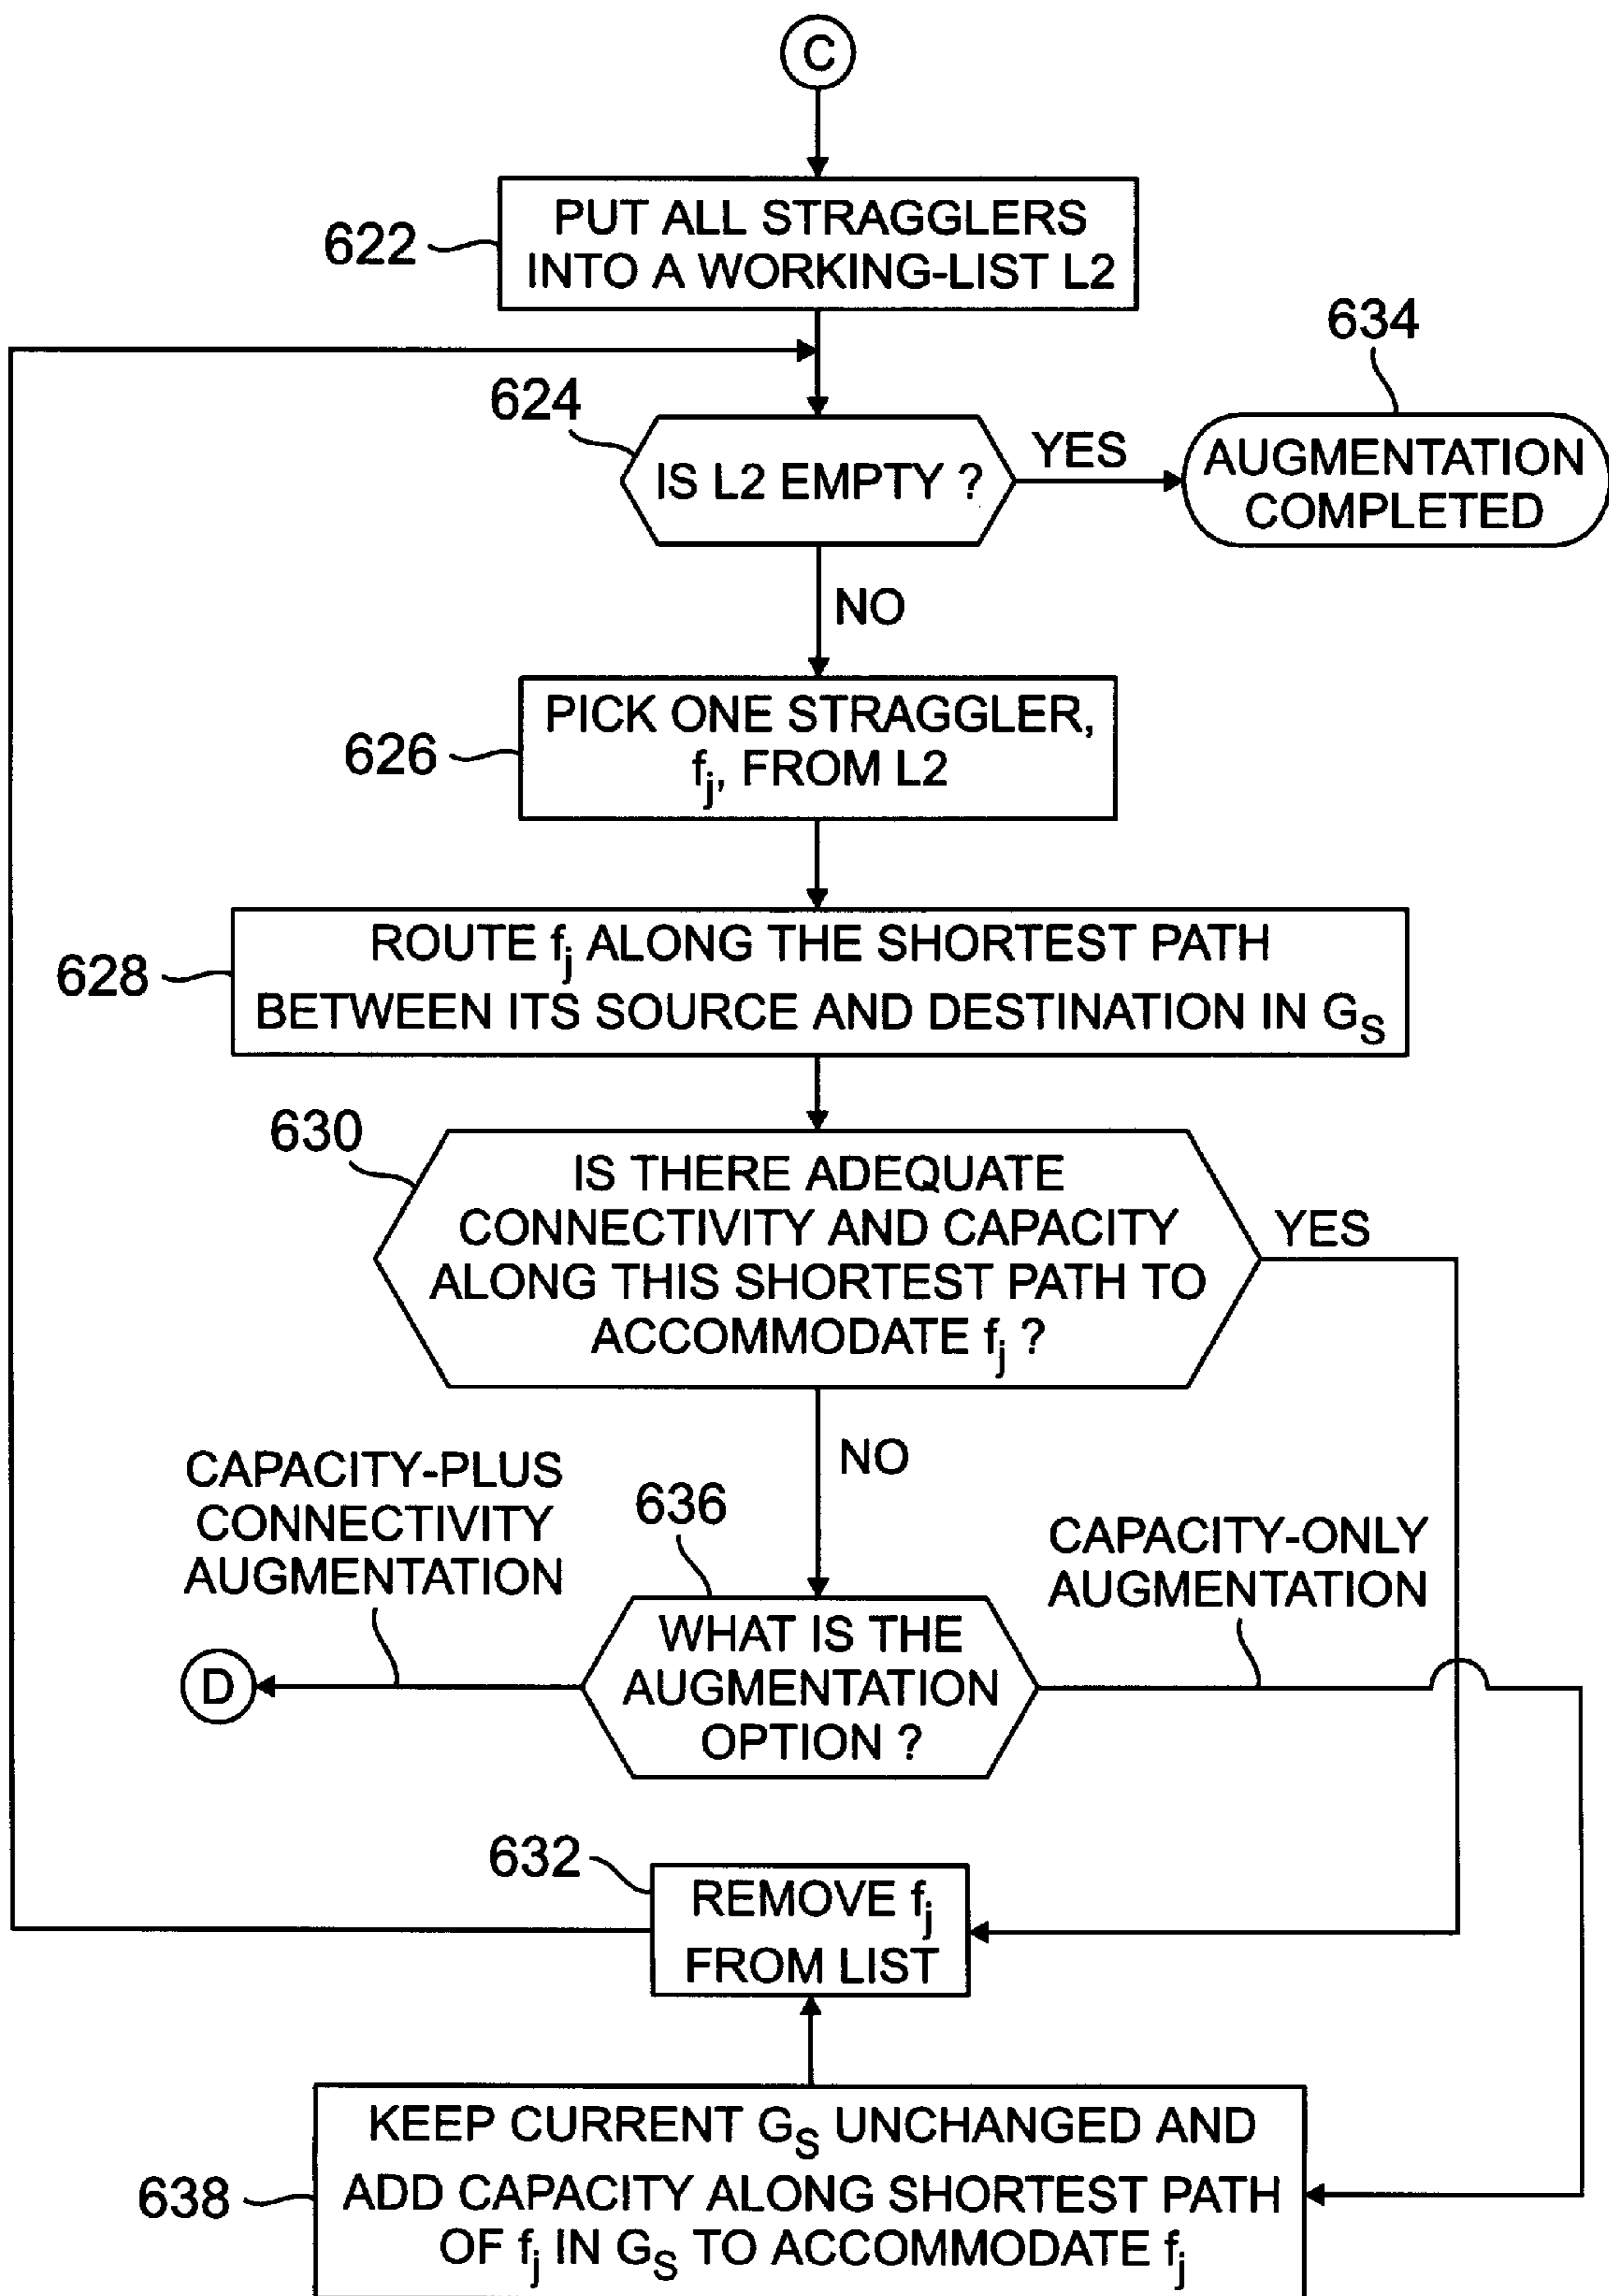 C
622
PUT ALL STRAGGLERS
INTO A WORKING-LIST L2
634
624
IS L2 EMPTY ?
YES
AUGMENTATION
COMPLETED
NO
626
PICK ONE STRAGGLER,
fj, FROM L2
628
ROUTE fj ALONG THE SHORTEST PATH
BETWEEN ITS SOURCE AND DESTINATION IN GS
630
IS THERE ADEQUATE
CONNECTIVITY AND CAPACITY
ALONG THIS SHORTEST PATH TO
ACCOMMODATE fj ?
YES
NO
CAPACITY-PLUS
CONNECTIVITY
AUGMENTATION
636
CAPACITY-ONLY
AUGMENTATION
D
WHAT IS THE
AUGMENTATION
OPTION ?
632
REMOVE fj
FROM LIST
638
KEEP CURRENT GS UNCHANGED AND
ADD CAPACITY ALONG SHORTEST PATH
OF fj IN GS TO ACCOMMODATE fj